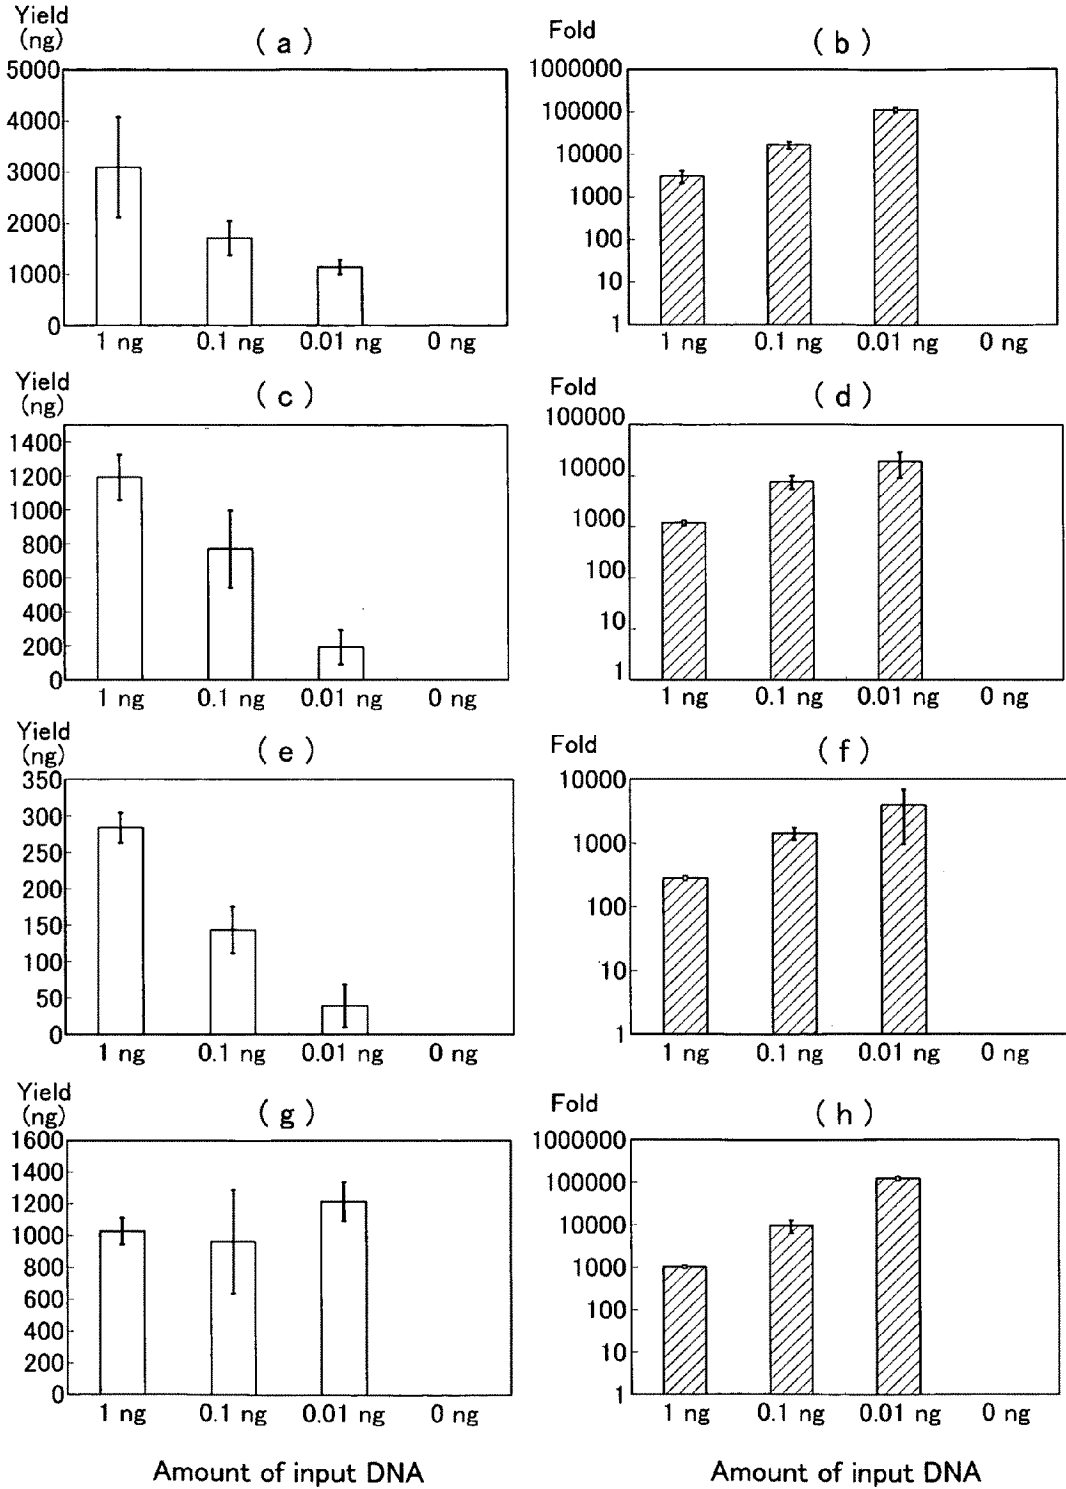 Yield
(ng)
( a )
5000
4000
3000
2000
1000
0
1 ng 0.1 ng 0.01 ng 0 ng
Fold
( b )
1000000
100000
10000
1000
100
10
1
1 ng 0.1 ng 0.01 ng 0 ng
Yield
(ng)
( c )
1400
1200
1000
800
600
400
200
0
1 ng 0.1 ng 0.01 ng 0 ng
Fold
( d )
100000
10000
1000
100
10
1
1 ng 0.1 ng 0.01 ng 0 ng
Yield
(ng)
( e )
350
300
250
200
150
100
50
0
1 ng 0.1 ng 0.01 ng 0 ng
Fold
( f )
10000
1000
100
10
1
1 ng 0.1 ng 0.01 ng 0 ng
Yield
(ng)
( g )
1600
1400
1200
1000
800
600
400
200
0
1 ng 0.1 ng 0.01 ng 0 ng
Amount of input DNA
Fold
( h )
1000000
100000
10000
1000
100
10
1
1 ng 0.1 ng 0.01 ng 0 ng
Amount of input DNA